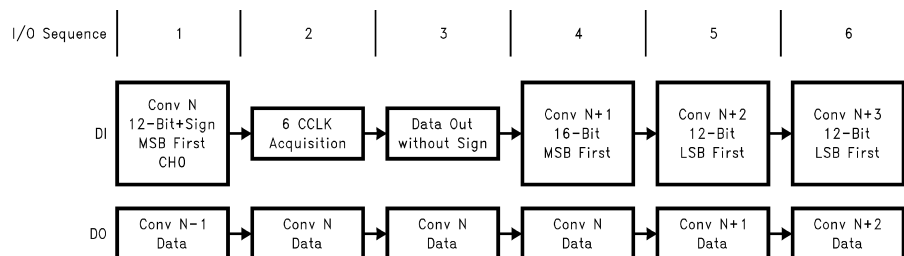 I/O Sequence 1 2 3 4 5 6
DI
Conv N
12-Bit+Sign
MSB First
CH0
6 CCLK
Acquisition
Data Out
without Sign
Conv N+1
16-Bit
MSB First
Conv N+2
12-Bit
LSB First
Conv N+3
12-Bit
LSB First
DO
Conv N-1
Data
Conv N
Data
Conv N
Data
Conv N
Data
Conv N+1
Data
Conv N+2
Data